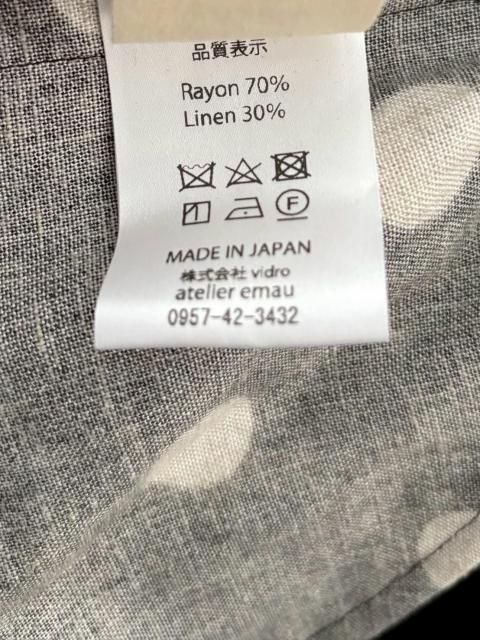 品質表示
Rayon 70%
Linen 30%
F
MADE IN JAPAN
株式会社 vidro
atelier emau
0957-42-3432